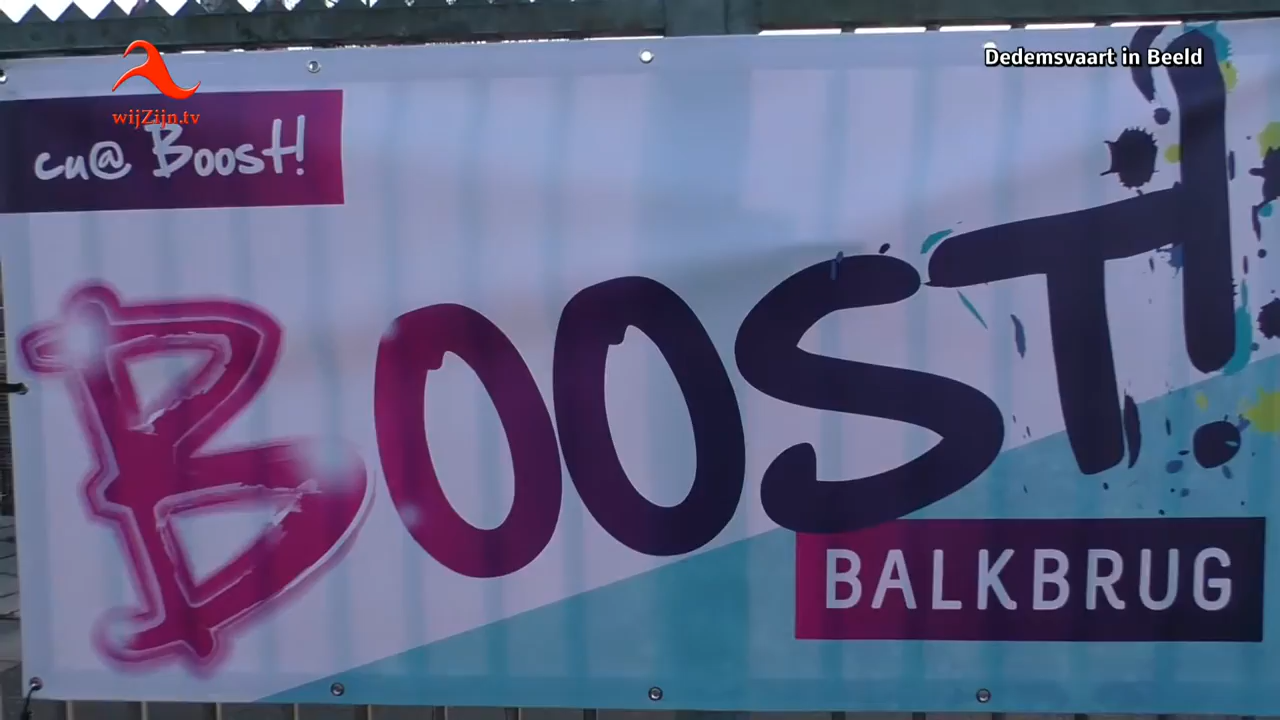 Dedemsvaart in Beeld
wijZijn.tv
cu@ Boost!
BOOST!
BALKBRUG